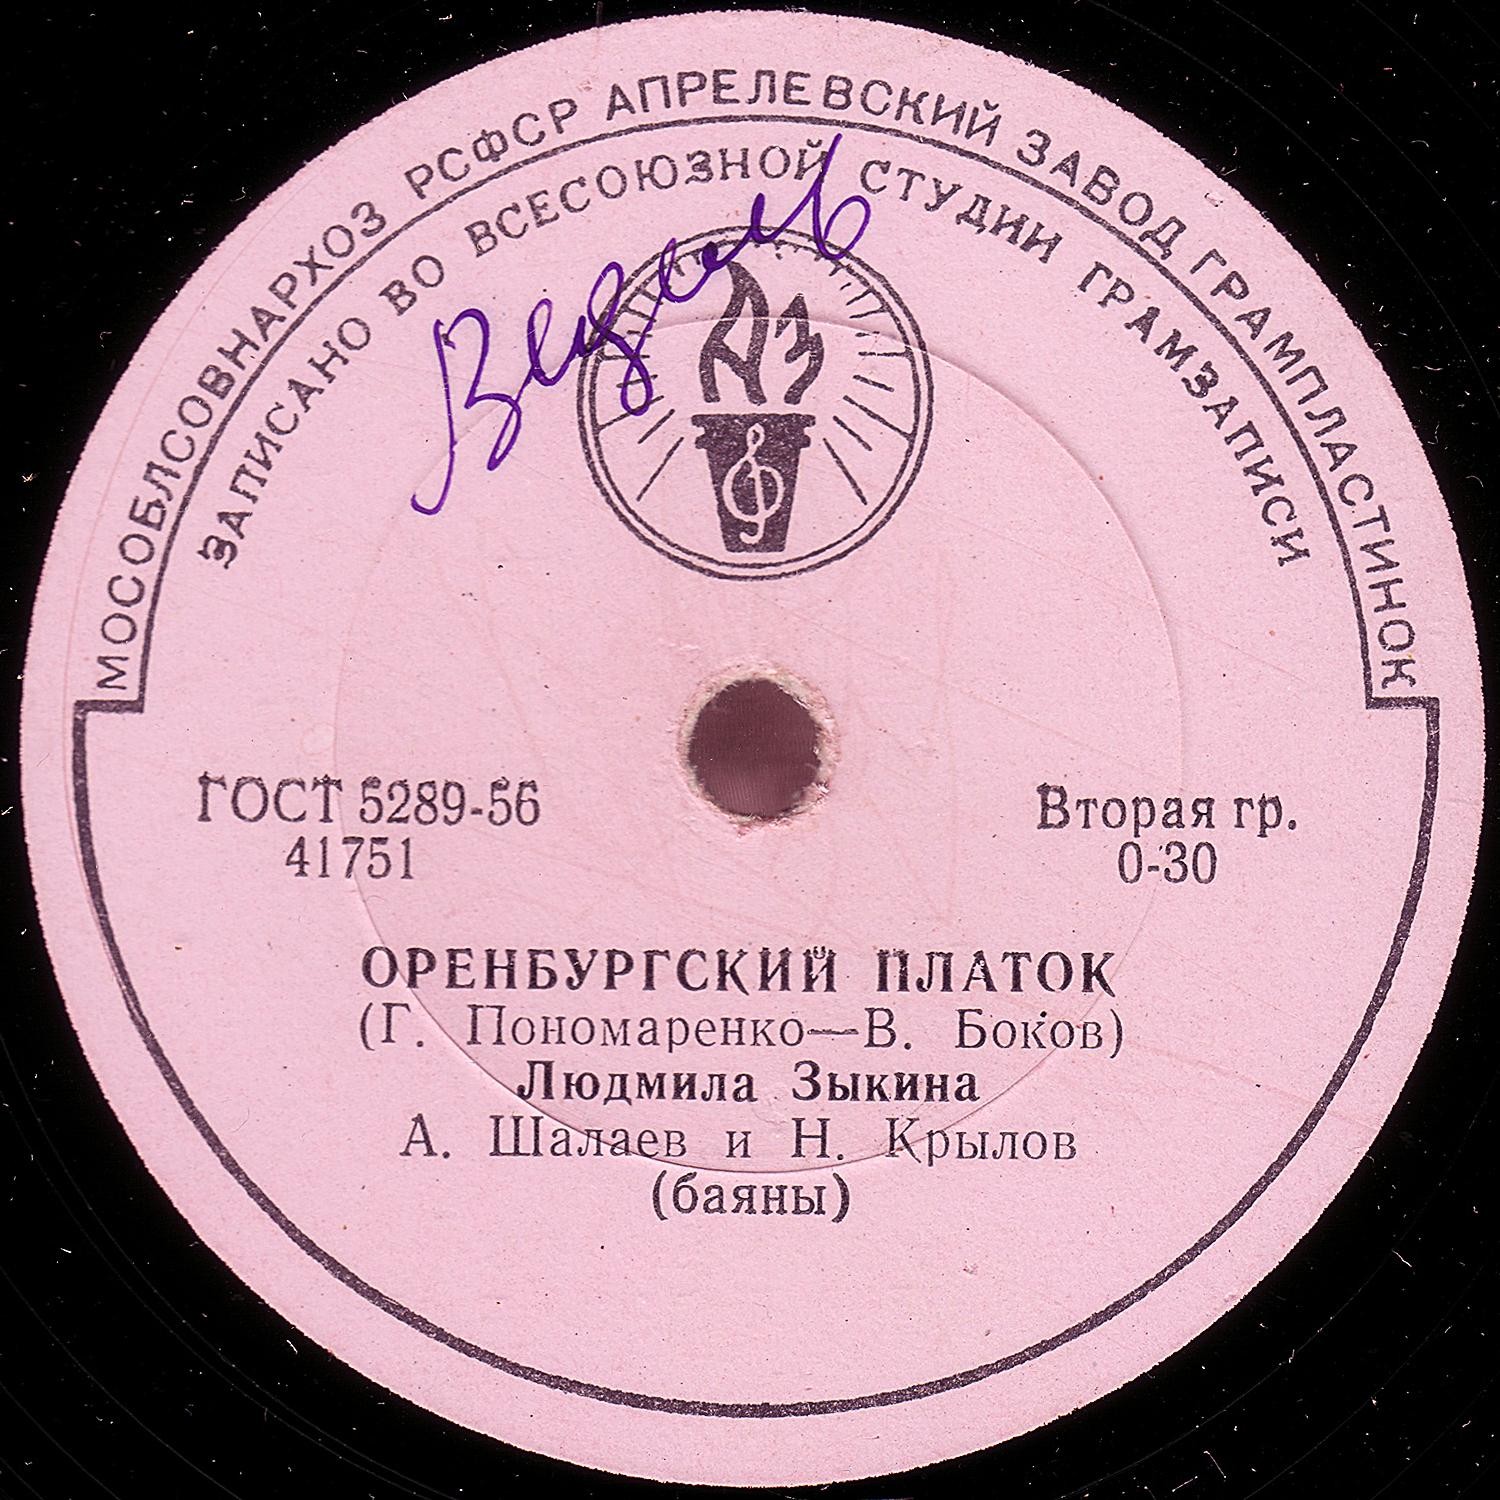 МОСОБЛСОВНАРХОЗ РСФСР АПРЕЛЕВСКИЙ ЗАВОД ГРАМПЛАСТИНОК
ЗАПИСАНО ВО ВСЕСОЮЗНОЙ СТУДИИ ГРАМЗАПИСИ
АЗ
ГОСТ 5289-56
41751
Вторая гр.
0-30
ОРЕНБУРГСКИЙ ПЛАТОК
(Г. Пономаренко—В. Боков)
Людмила Зыкина
А. Шалаев и Н. Крылов
(баяны)